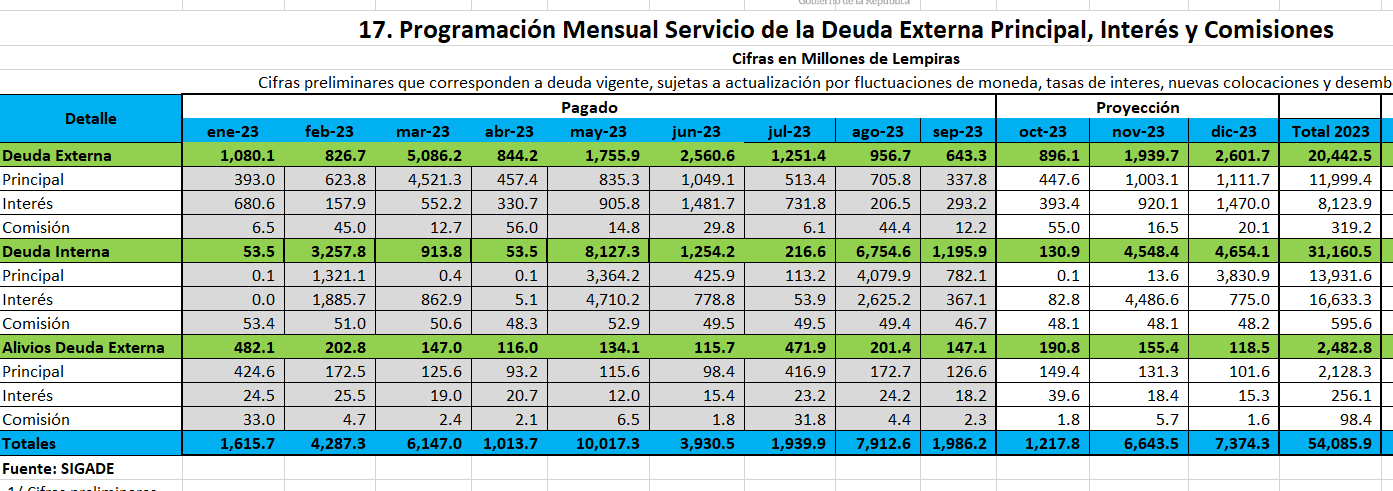 Gobierno de la República
17. Programación Mensual Servicio de la Deuda Externa Principal, Interés y Comisiones
Cifras en Millones de Lempiras
Cifras preliminares que corresponden a deuda vigente, sujetas a actualización por fluctuaciones de moneda, tasas de interes, nuevas colocaciones y desemb
Detalle Pagado Proyección
ene-23 feb-23 mar-23 abr-23 may-23 jun-23 jul-23 ago-23 sep-23 oct-23 nov-23 dic-23 Total 2023
Deuda Externa 1,080.1 826.7 5,086.2 844.2 1,755.9 2,560.6 1,251.4 956.7 643.3 896.1 1,939.7 2,601.7 20,442.5
Principal 393.0 623.8 4,521.3 457.4 835.3 1,049.1 513.4 705.8 337.8 447.6 1,003.1 1,111.7 11,999.4
Interés 680.6 157.9 552.2 330.7 905.8 1,481.7 731.8 206.5 293.2 393.4 920.1 1,470.0 8,123.9
Comisión 6.5 45.0 12.7 56.0 14.8 29.8 6.1 44.4 12.2 55.0 16.5 20.1 319.2
Deuda Interna 53.5 3,257.8 913.8 53.5 8,127.3 1,254.2 216.6 6,754.6 1,195.9 130.9 4,548.4 4,654.1 31,160.5
Principal 0.1 1,321.1 0.4 0.1 3,364.2 425.9 113.2 4,079.9 782.1 0.1 13.6 3,830.9 13,931.6
Interés 0.0 1,885.7 862.9 5.1 4,710.2 778.8 53.9 2,625.2 367.1 82.8 4,486.6 775.0 16,633.3
Comisión 53.4 51.0 50.6 48.3 52.9 49.5 49.5 49.4 46.7 48.1 48.1 48.2 595.6
Alivios Deuda Externa 482.1 202.8 147.0 116.0 134.1 115.7 471.9 201.4 147.1 190.8 155.4 118.5 2,482.8
Principal 424.6 172.5 125.6 93.2 115.6 98.4 416.9 172.7 126.6 149.4 131.3 101.6 2,128.3
Interés 24.5 25.5 19.0 20.7 12.0 15.4 23.2 24.2 18.2 39.6 18.4 15.3 256.1
Comisión 33.0 4.7 2.4 2.1 6.5 1.8 31.8 4.4 2.3 1.8 5.7 1.6 98.4
Totales 1,615.7 4,287.3 6,147.0 1,013.7 10,017.3 3,930.5 1,939.9 7,912.6 1,986.2 1,217.8 6,643.5 7,374.3 54,085.9
Fuente: SIGADE
1/ Cifras preliminares